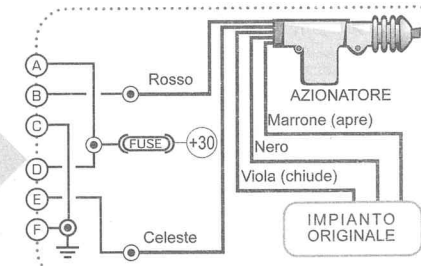 A
B
C
D
E
F
Rosso
FUSE
+30
Celeste
AZIONATORE
Marrone (apre)
Nero
Viola (chiude)
IMPIANTO
ORIGINALE